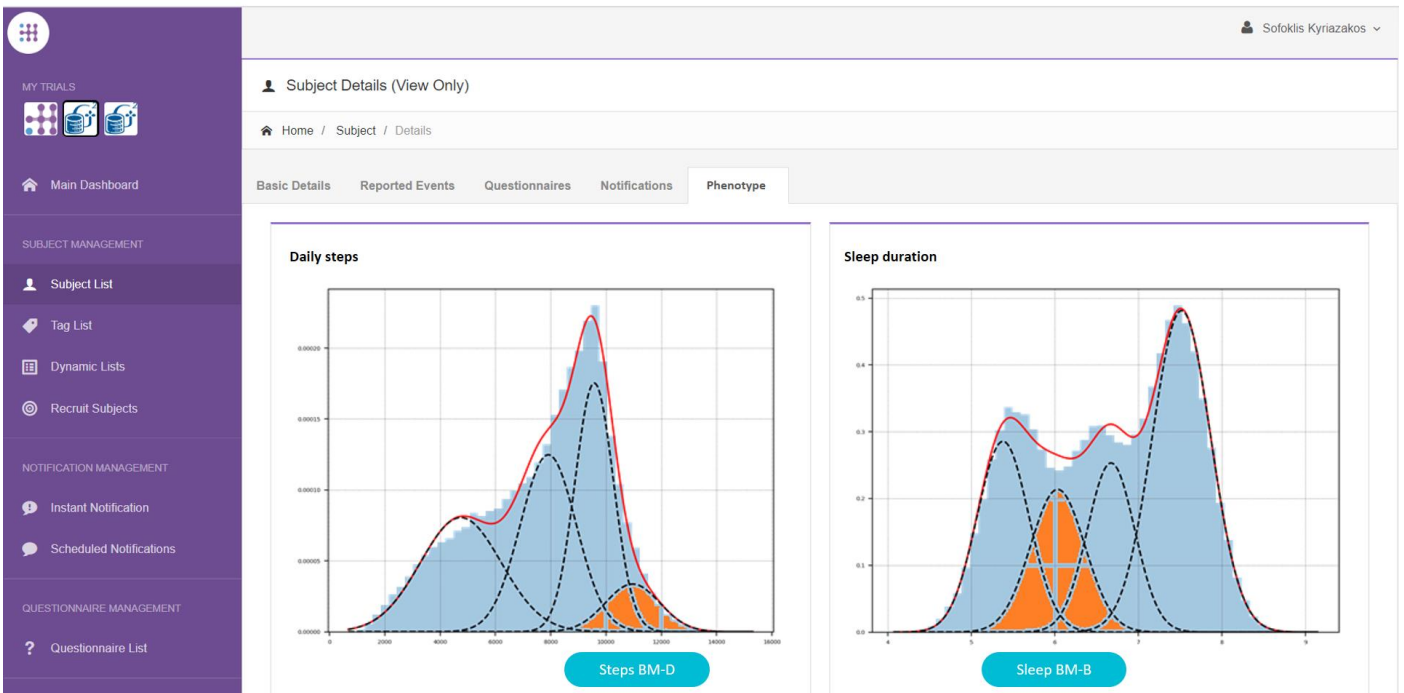 Sofoklis Kyriazakos
MY TRIALS
Main Dashboard
SUBJECT MANAGEMENT
Subject List
Tag List
Dynamic Lists
Recruit Subjects
NOTIFICATION MANAGEMENT
Instant Notification
Scheduled Notifications
QUESTIONNAIRE MANAGEMENT
? Questionnaire List
Subject Details (View Only)
Home / Subject / Details
Basic Details Reported Events Questionnaires Notifications Phenotype
Daily steps
0.00020
0.00015
0.00010
0.00005
0.00000
0 2000 4000 6000 8000 10000 12000 14000 16000
Steps BM-D
Sleep duration
0.5
0.4
0.3
0.2
0.1
0.0
4 5 6 7 8 9
Sleep BM-B